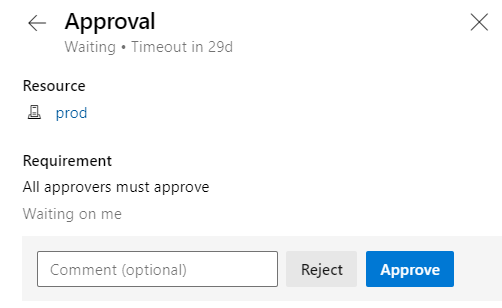 Approval
Waiting • Timeout in 29d
Resource
prod
Requirement
All approvers must approve
Waiting on me
Comment (optional)
Reject
Approve